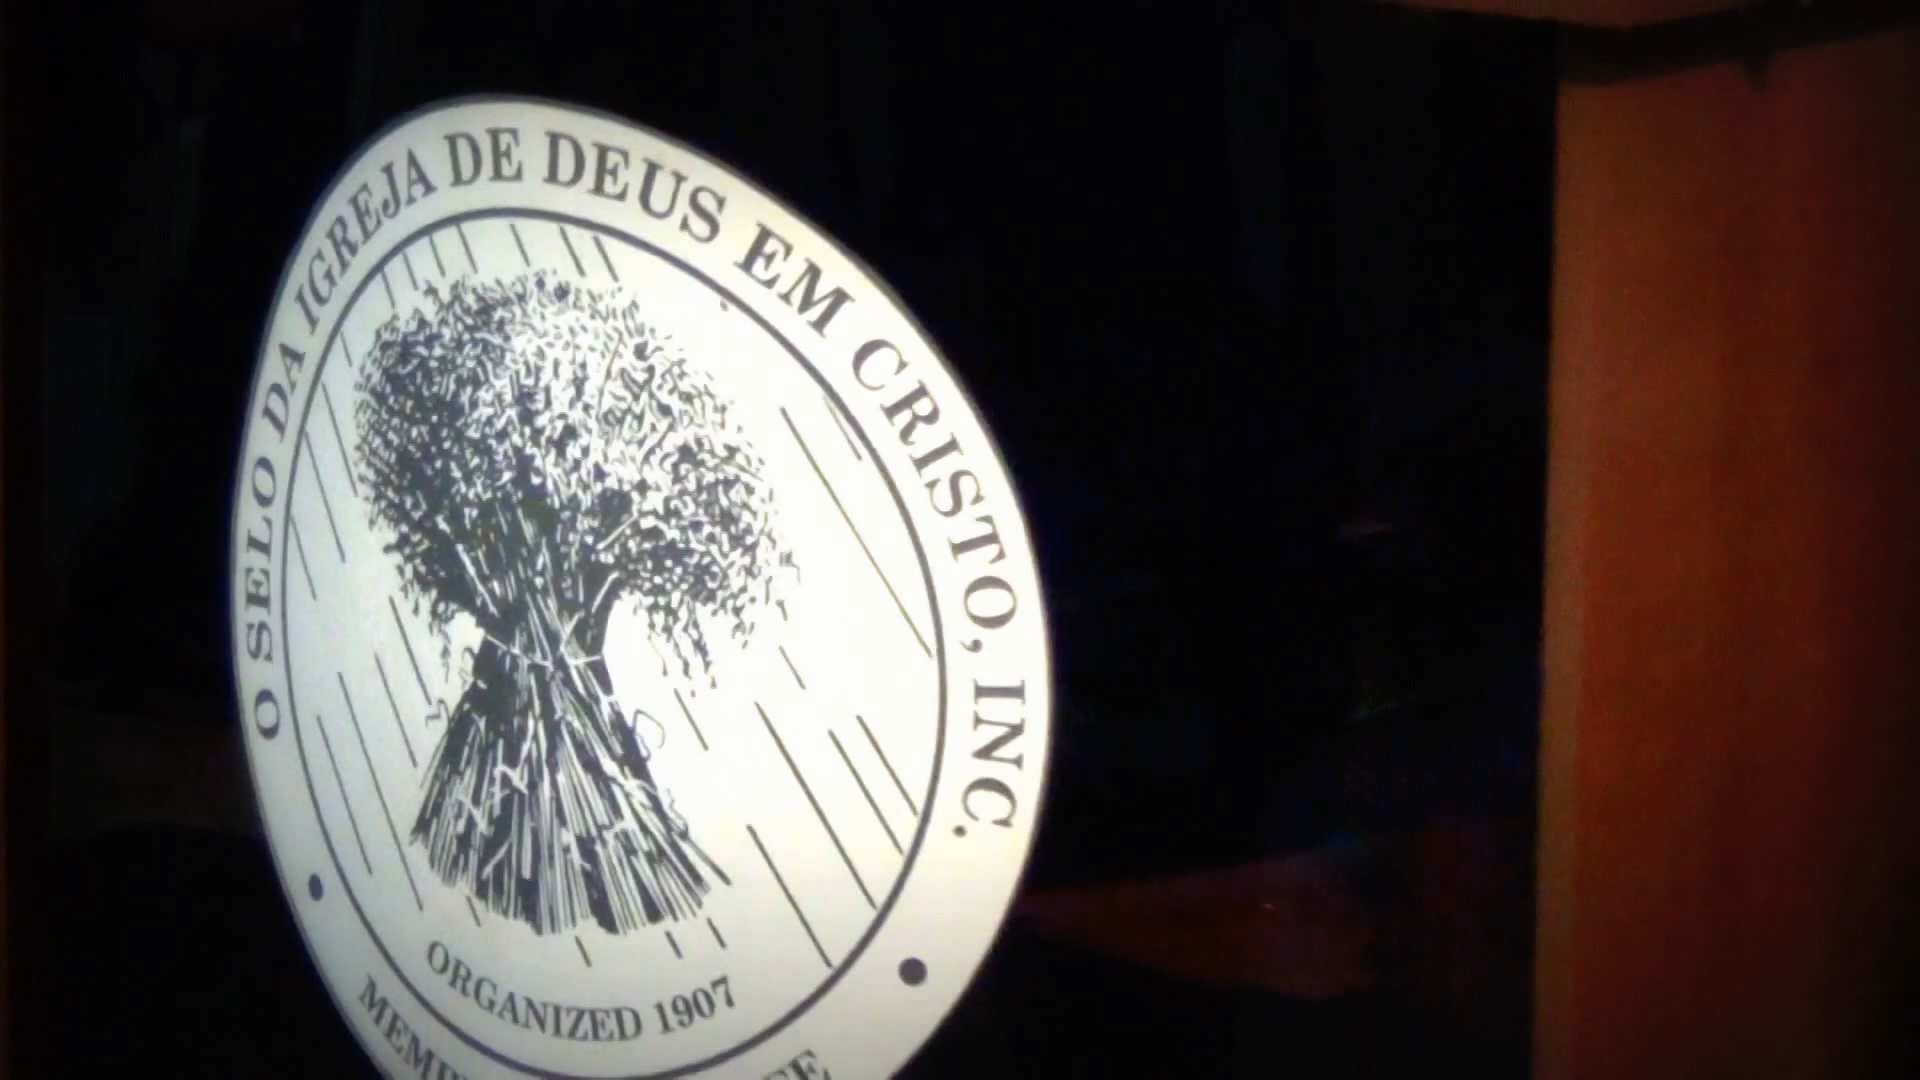 O SELO DA IGREJA DE DEUS EM CRISTO, INC.
ORGANIZED 1907